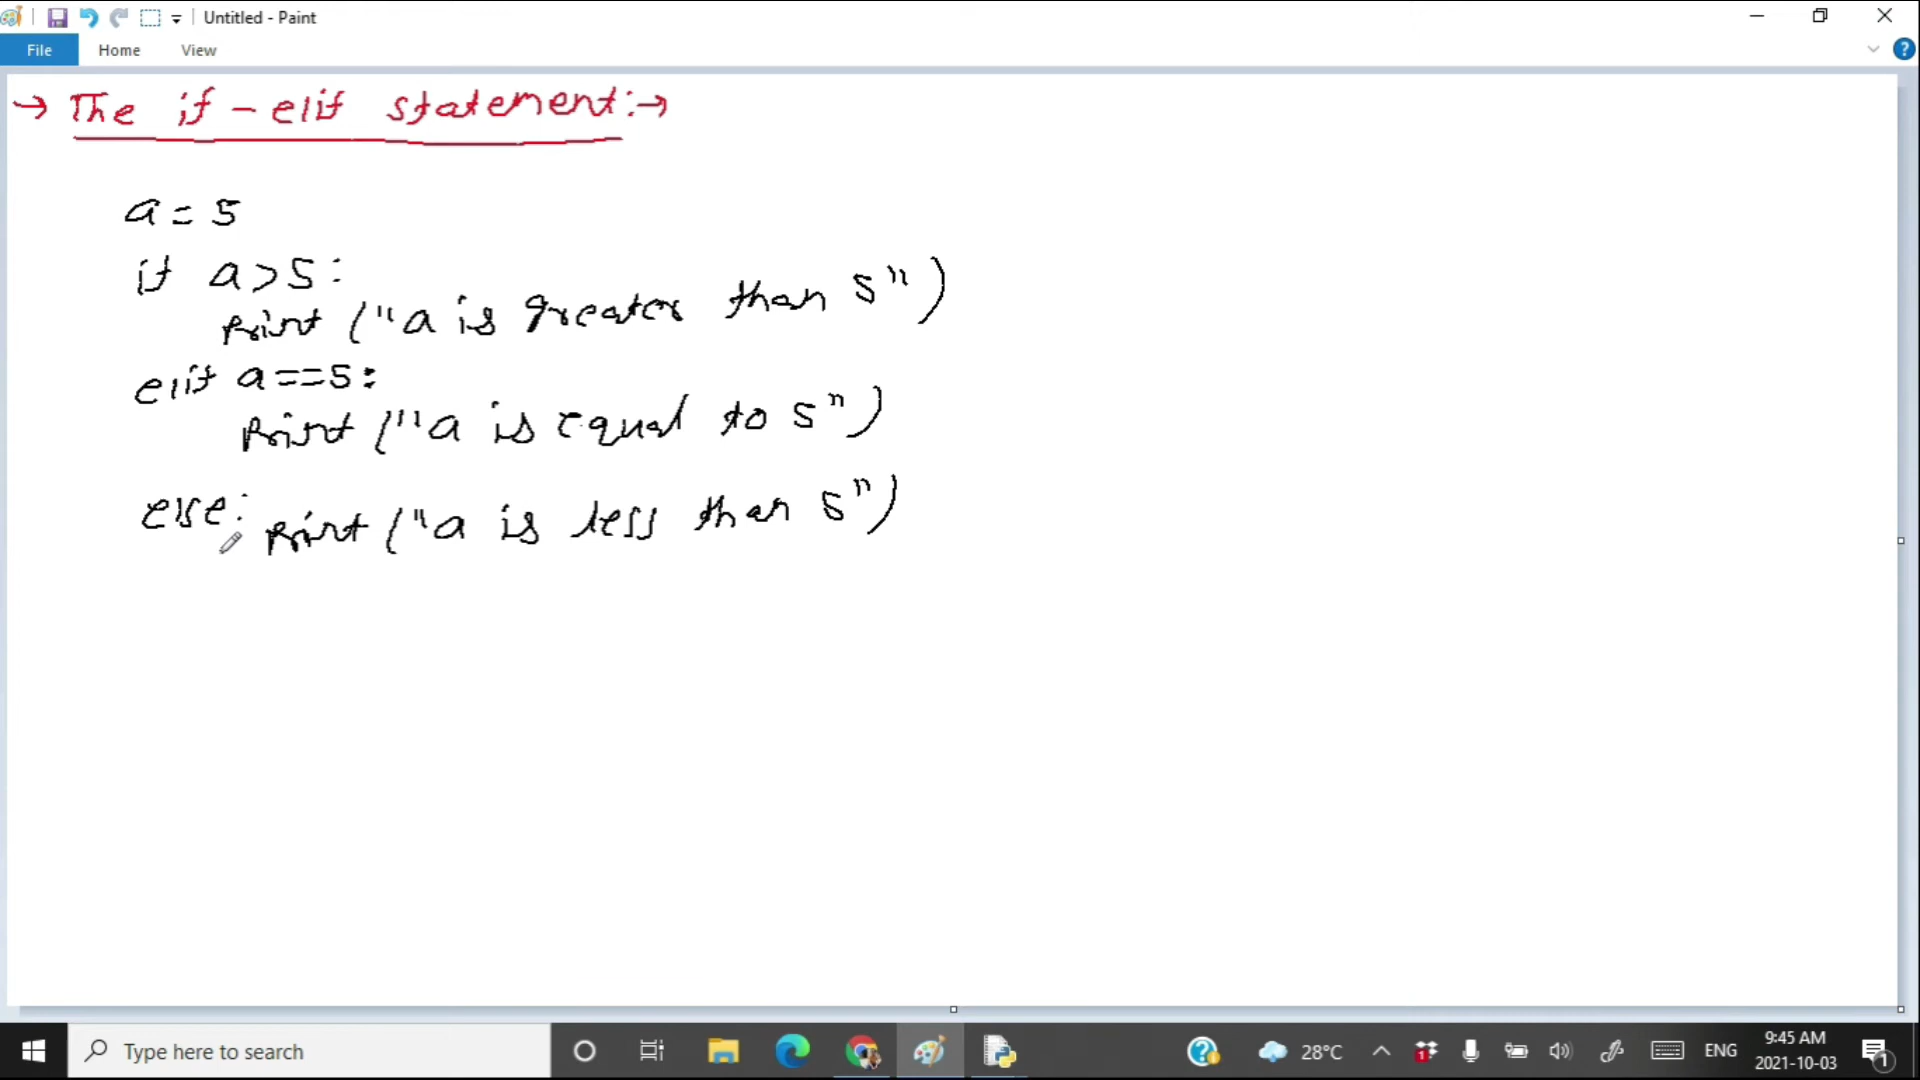 Untitled - Paint
File Home View
→ The if - elif statement:→
a = 5
if a>5:
print ("a is greater than 5")
elif a==5:
print ("a is equal to 5")
else: print ("a is less than 5")
Type here to search
28°C
ENG
9:45 AM
2021-10-03
1